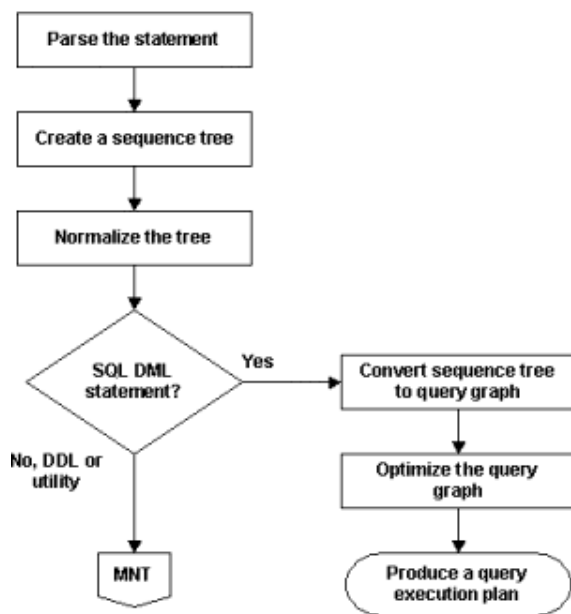 Parse the statement
Create a sequence tree
Normalize the tree
SQL DML
statement?
Yes
Convert sequence tree
to query graph
No, DDL or
utility
Optimize the query
graph
MNT
Produce a query
execution plan